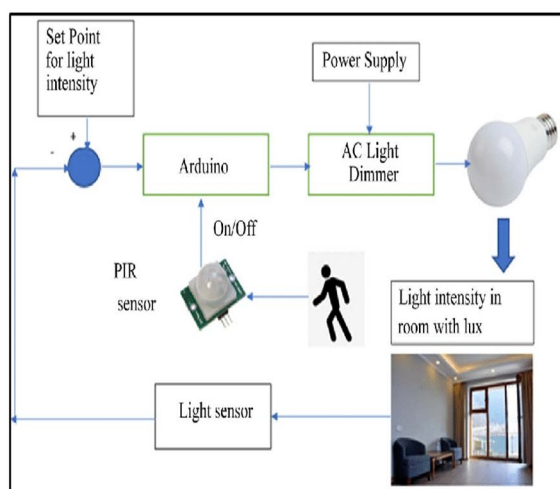 Set Point
for light
intensity
Power Supply
+
-
Arduino
AC Light
Dimmer
On/Off
PIR
sensor
Light intensity in
room with lux
Light sensor